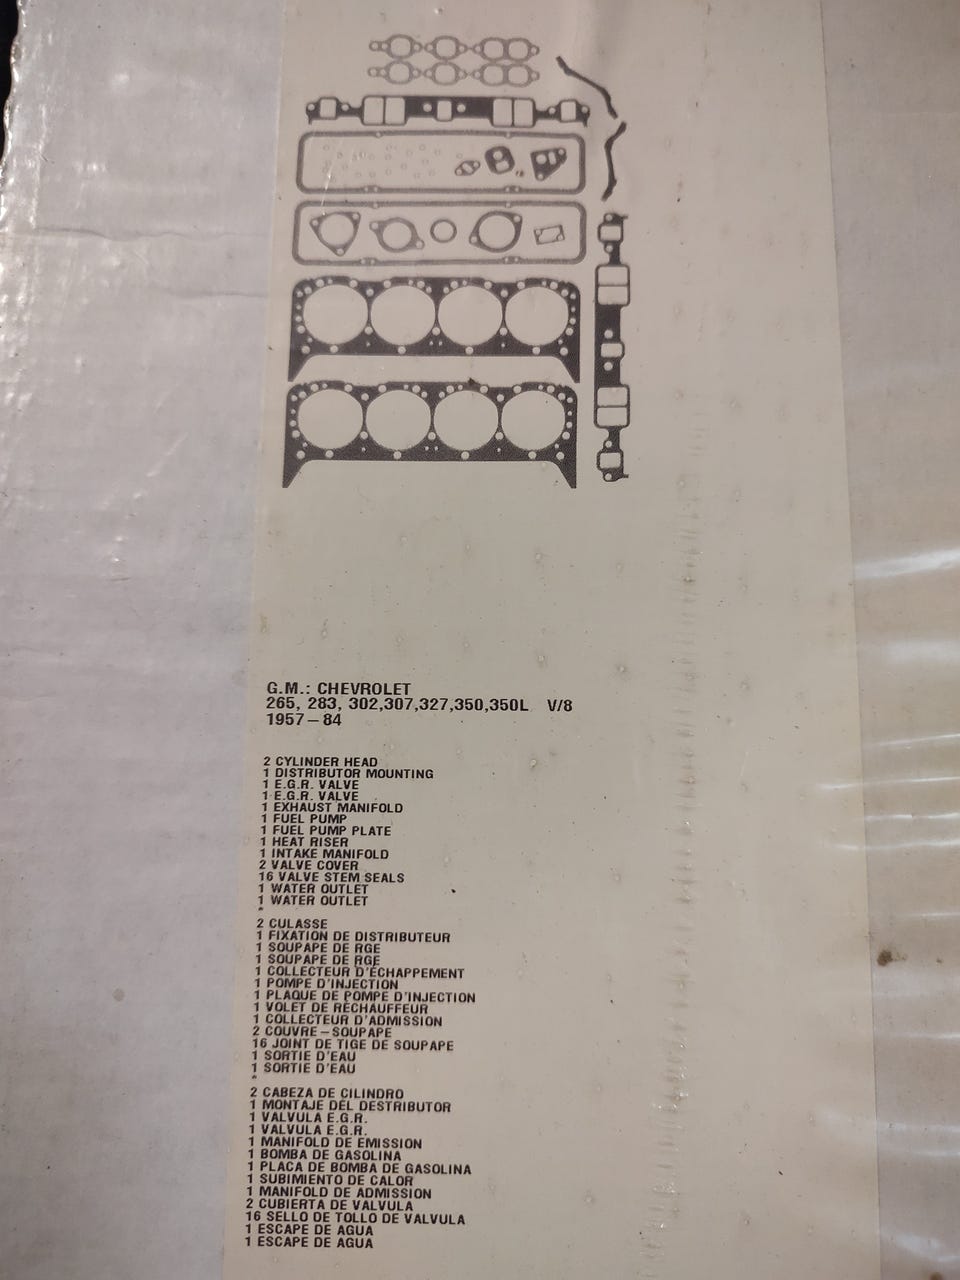 G.M.: CHEVROLET
265, 283, 302,307,327,350,350L V/8
1957–84
2 CYLINDER HEAD
1 DISTRIBUTOR MOUNTING
1 E.G.R. VALVE
1 E.G.R. VALVE
1 EXHAUST MANIFOLD
1 FUEL PUMP
1 FUEL PUMP PLATE
1 HEAT RISER
1 INTAKE MANIFOLD
2 VALVE COVER
16 VALVE STEM SEALS
1 WATER OUTLET
1 WATER OUTLET
*
2 CULASSE
1 FIXATION DE DISTRIBUTEUR
1 SOUPAPE DE RGE
1 SOUPAPE DE RGE
1 COLLECTEUR D'ÉCHAPPEMENT
1 POMPE D'INJECTION
1 PLAQUE DE POMPE D'INJECTION
1 VOLET DE RÉCHAUFFEUR
1 COLLECTEUR D'ADMISSION
2 COUVRE–SOUPAPE
16 JOINT DE TIGE DE SOUPAPE
1 SORTIE D'EAU
1 SORTIE D'EAU
*
2 CABEZA DE CILINDRO
1 MONTAJE DEL DESTRIBUTOR
1 VALVULA E.G.R.
1 VALVULA E.G.R.
1 MANIFOLD DE EMISSION
1 BOMBA DE GASOLINA
1 PLACA DE BOMBA DE GASOLINA
1 SUBIMIENTO DE CALOR
1 MANIFOLD DE ADMISSION
2 CUBIERTA DE VALVULA
16 SELLO DE TOLLO DE VALVULA
1 ESCAPE DE AGUA
1 ESCAPE DE AGUA